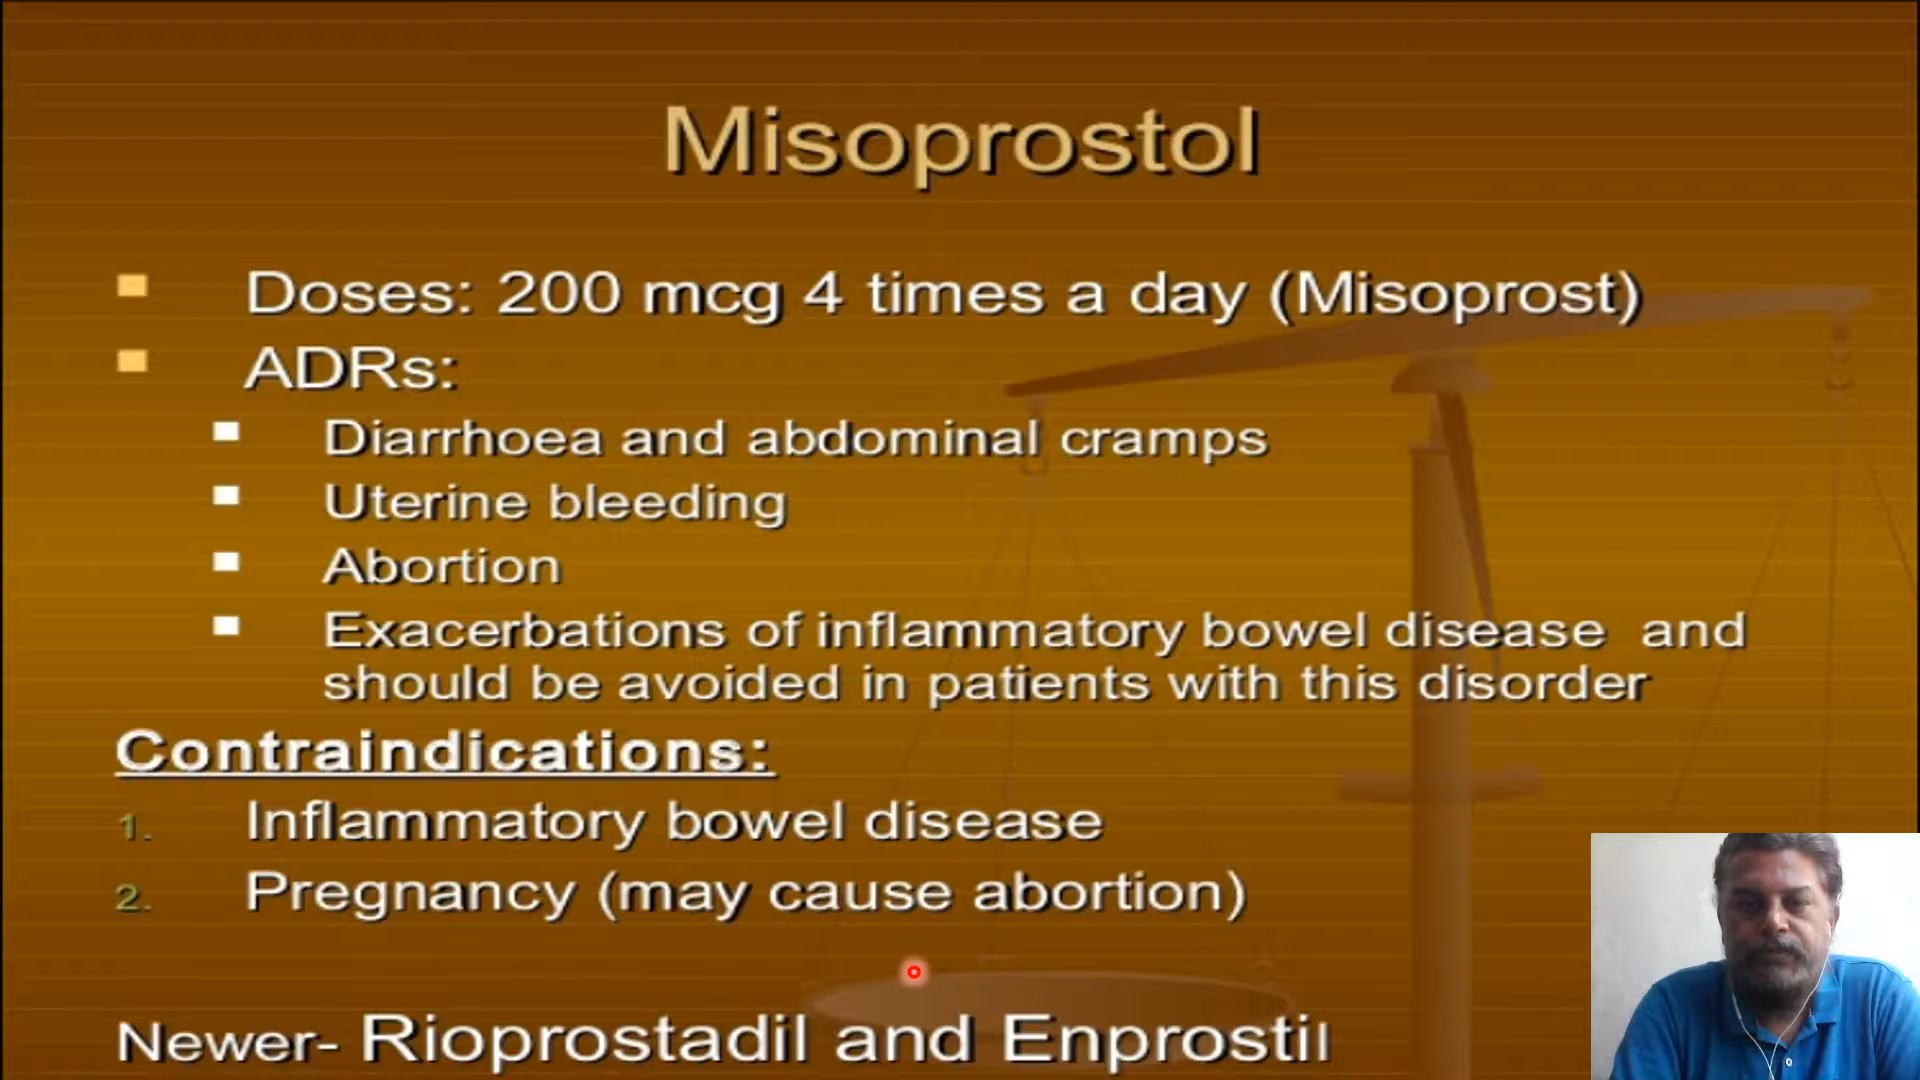 Misoprostol
Doses: 200 mcg 4 times a day (Misoprost)
ADRs:
Diarrhoea and abdominal cramps
Uterine bleeding
Abortion
Exacerbations of inflammatory bowel disease and
should be avoided in patients with this disorder
Contraindications:
1. Inflammatory bowel disease
2. Pregnancy (may cause abortion)
Newer- Rioprostadil and Enprostil